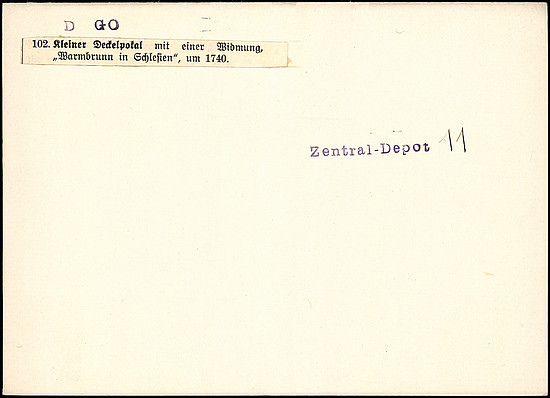 D GO
102. Kleiner Deckelpokal mit einer Widmung,
„Warmbrunn in Schlesien“, um 1740.
Zentral-Depot 11